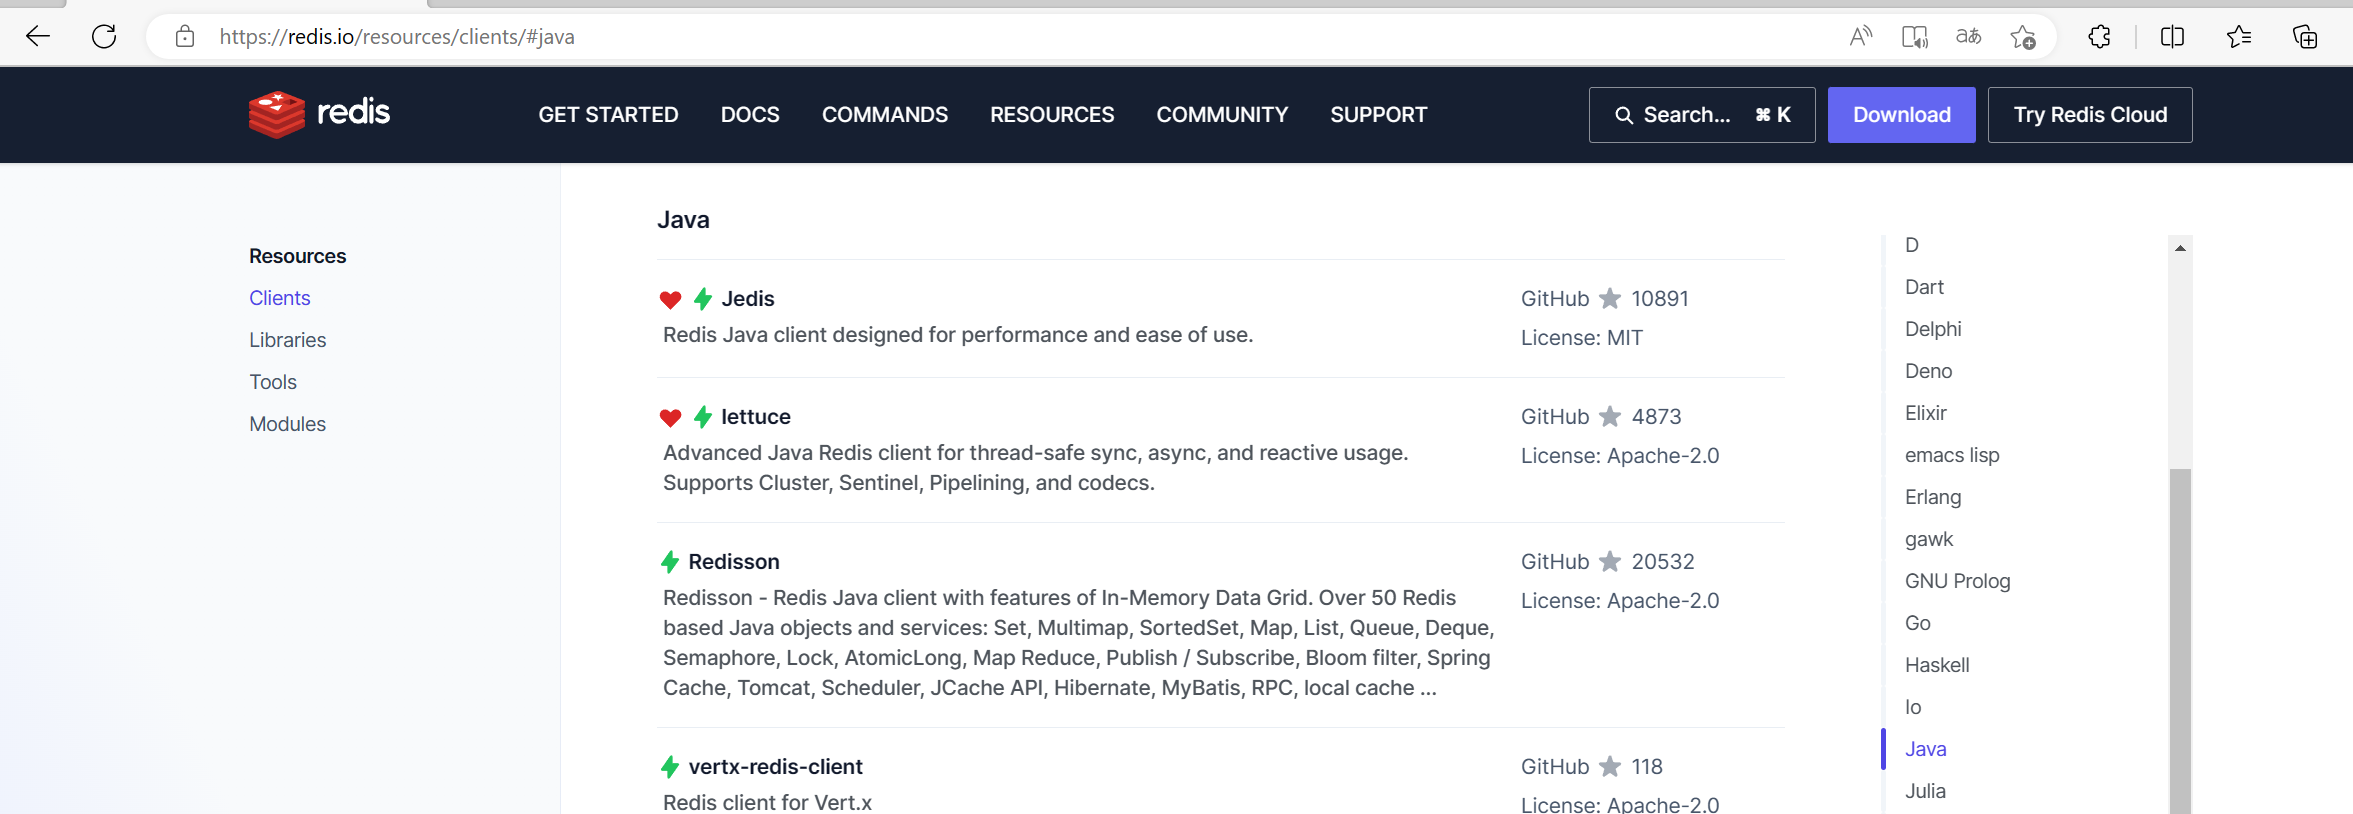 https://redis.io/resources/clients/#java
redis
GET STARTED
DOCS
COMMANDS
RESOURCES
COMMUNITY
SUPPORT
Search... ⌘ K
Download
Try Redis Cloud
Resources
Clients
Libraries
Tools
Modules
Java
Jedis
GitHub ★ 10891
Redis Java client designed for performance and ease of use.
License: MIT
lettuce
GitHub ★ 4873
Advanced Java Redis client for thread-safe sync, async, and reactive usage.
License: Apache-2.0
Supports Cluster, Sentinel, Pipelining, and codecs.
Redisson
GitHub ★ 20532
Redisson - Redis Java client with features of In-Memory Data Grid. Over 50 Redis
License: Apache-2.0
based Java objects and services: Set, Multimap, SortedSet, Map, List, Queue, Deque,
Semaphore, Lock, AtomicLong, Map Reduce, Publish / Subscribe, Bloom filter, Spring
Cache, Tomcat, Scheduler, JCache API, Hibernate, MyBatis, RPC, local cache ...
vertx-redis-client
GitHub ★ 118
Redis client for Vert.x
License: Apache-2.0
D
Dart
Delphi
Deno
Elixir
emacs lisp
Erlang
gawk
GNU Prolog
Go
Haskell
Io
Java
Julia